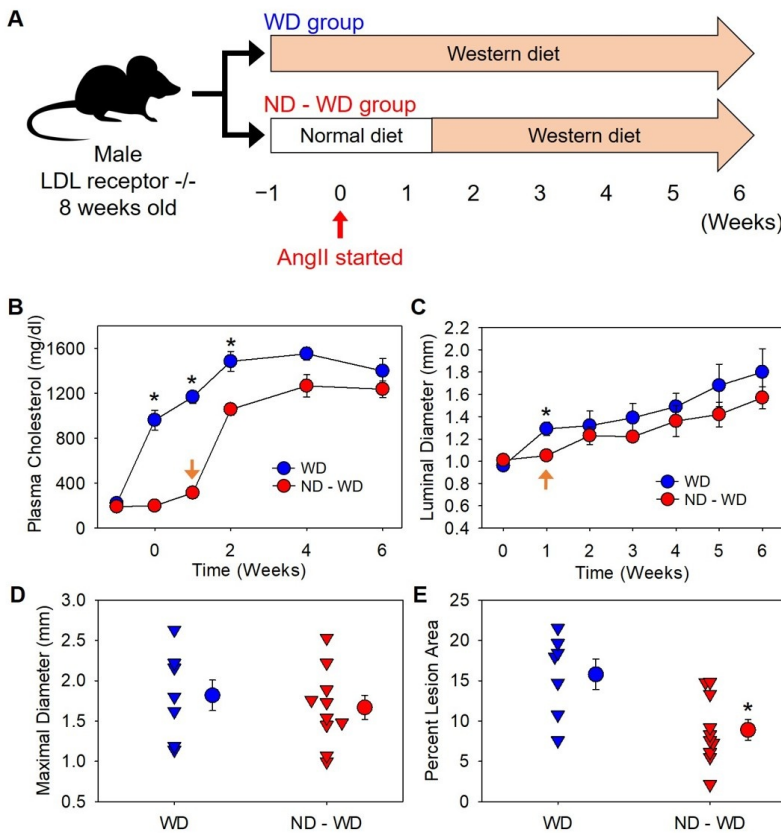 A
WD group
Western diet
ND - WD group
Normal diet
Western diet
Male
LDL receptor -/-
8 weeks old
−1 0 1 2 3 4 5 6
(Weeks)
AngII started
B
Plasma Cholesterol (mg/dl)
1600
1200
800
400
0
*
*
*
WD
ND - WD
0 2 4 6
Time (Weeks)
C
Luminal Diameter (mm)
2.2
2.0
1.8
1.6
1.4
1.2
1.0
0.8
0.6
0.4
*
WD
ND - WD
0 1 2 3 4 5 6
Time (Weeks)
D
Maximal Diameter (mm)
3.0
2.5
2.0
1.5
1.0
0.5
WD ND - WD
E
Percent Lesion Area
25
20
15
10
5
0
*
WD ND - WD